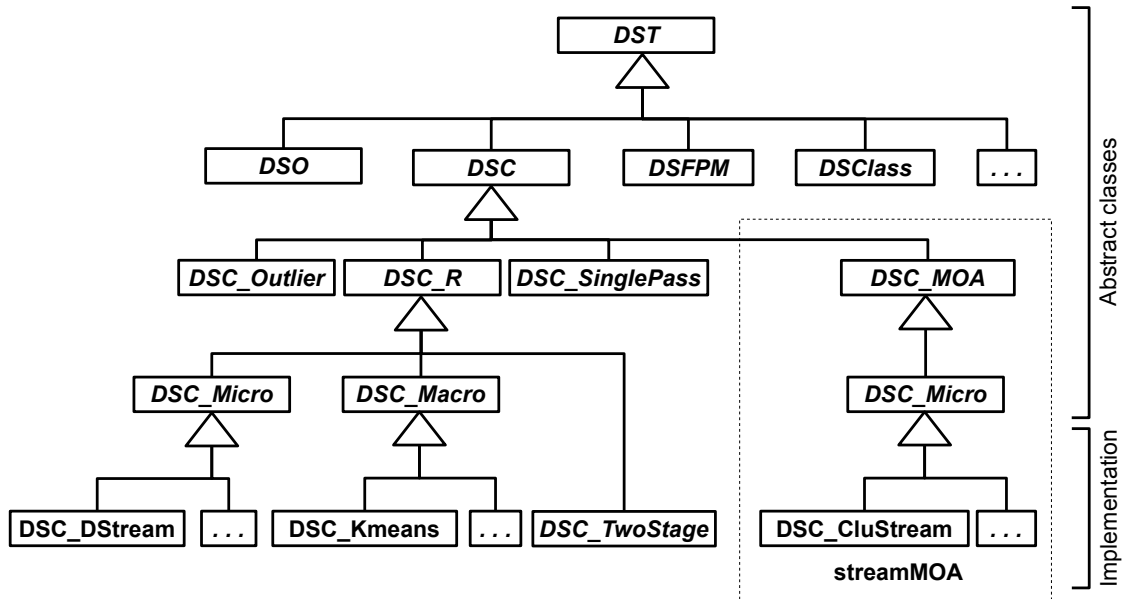 DST
DSO
DSC
DSFPM
DSClass
...
DSC_Outlier
DSC_R
DSC_SinglePass
DSC_MOA
DSC_Micro
DSC_Macro
DSC_Micro
DSC_DStream
...
DSC_Kmeans
...
DSC_TwoStage
DSC_CluStream
...
streamMOA
Abstract classes
Implementation